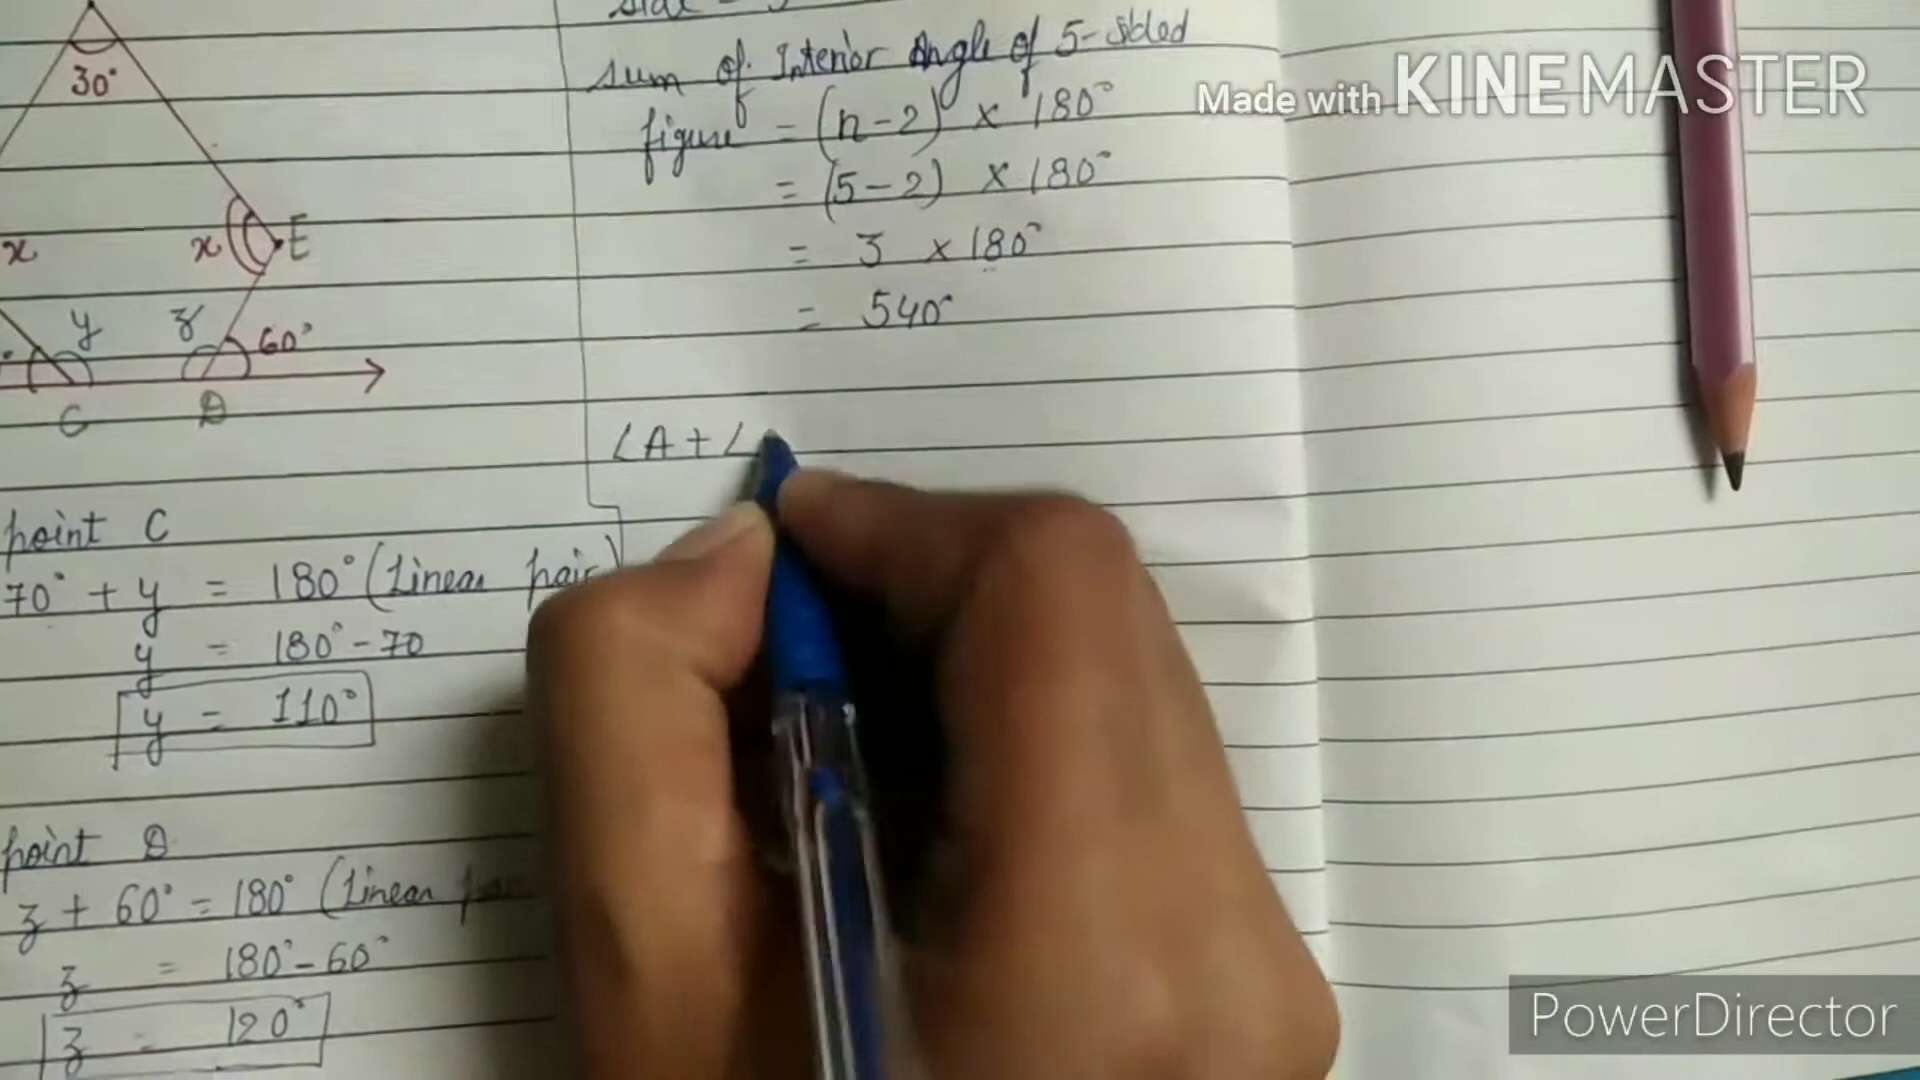 30°
x
x
E
y
z
60°
C
D
point C
70° + y = 180° (Linear pair)
y = 180° - 70
y = 110°
point D
z + 60° = 180° (Linear
z = 180° - 60°
z = 120°
sum of Interior Angle of 5-sided
figure = (n-2) × 180°
= (5-2) × 180°
= 3 × 180°
= 540°
∠A + ∠
Made with KINEMASTER
PowerDirector